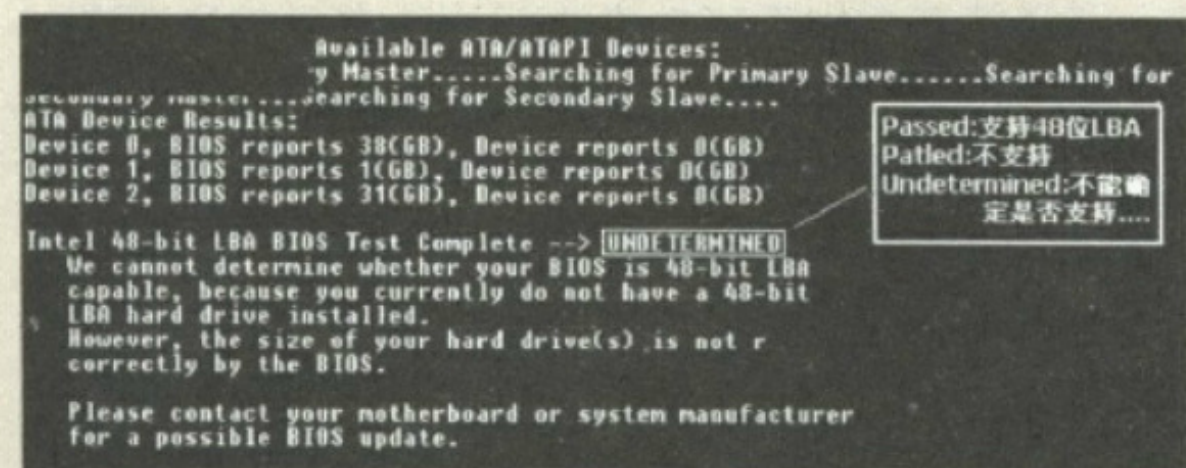 Available ATA/ATAPI Devices:
y Master.....Searching for Primary Slave......Searching for
Secondary Master...Searching for Secondary Slave....
ATA Device Results:
Device 0, BIOS reports 38(GB), Device reports 0(GB)
Device 1, BIOS reports 1(GB), Device reports 0(GB)
Device 2, BIOS reports 31(GB), Device reports 0(GB)
Intel 48-bit LBA BIOS Test Complete --> UNDETERMINED
We cannot determine whether your BIOS is 48-bit LBA
capable, because you currently do not have a 48-bit
LBA hard drive installed.
However, the size of your hard drive(s) is not r
correctly by the BIOS.
Please contact your motherboard or system manufacturer
for a possible BIOS update.
Passed:支持48位LBA
Patled:不支持
Undetermined:不能确
定是否支持....